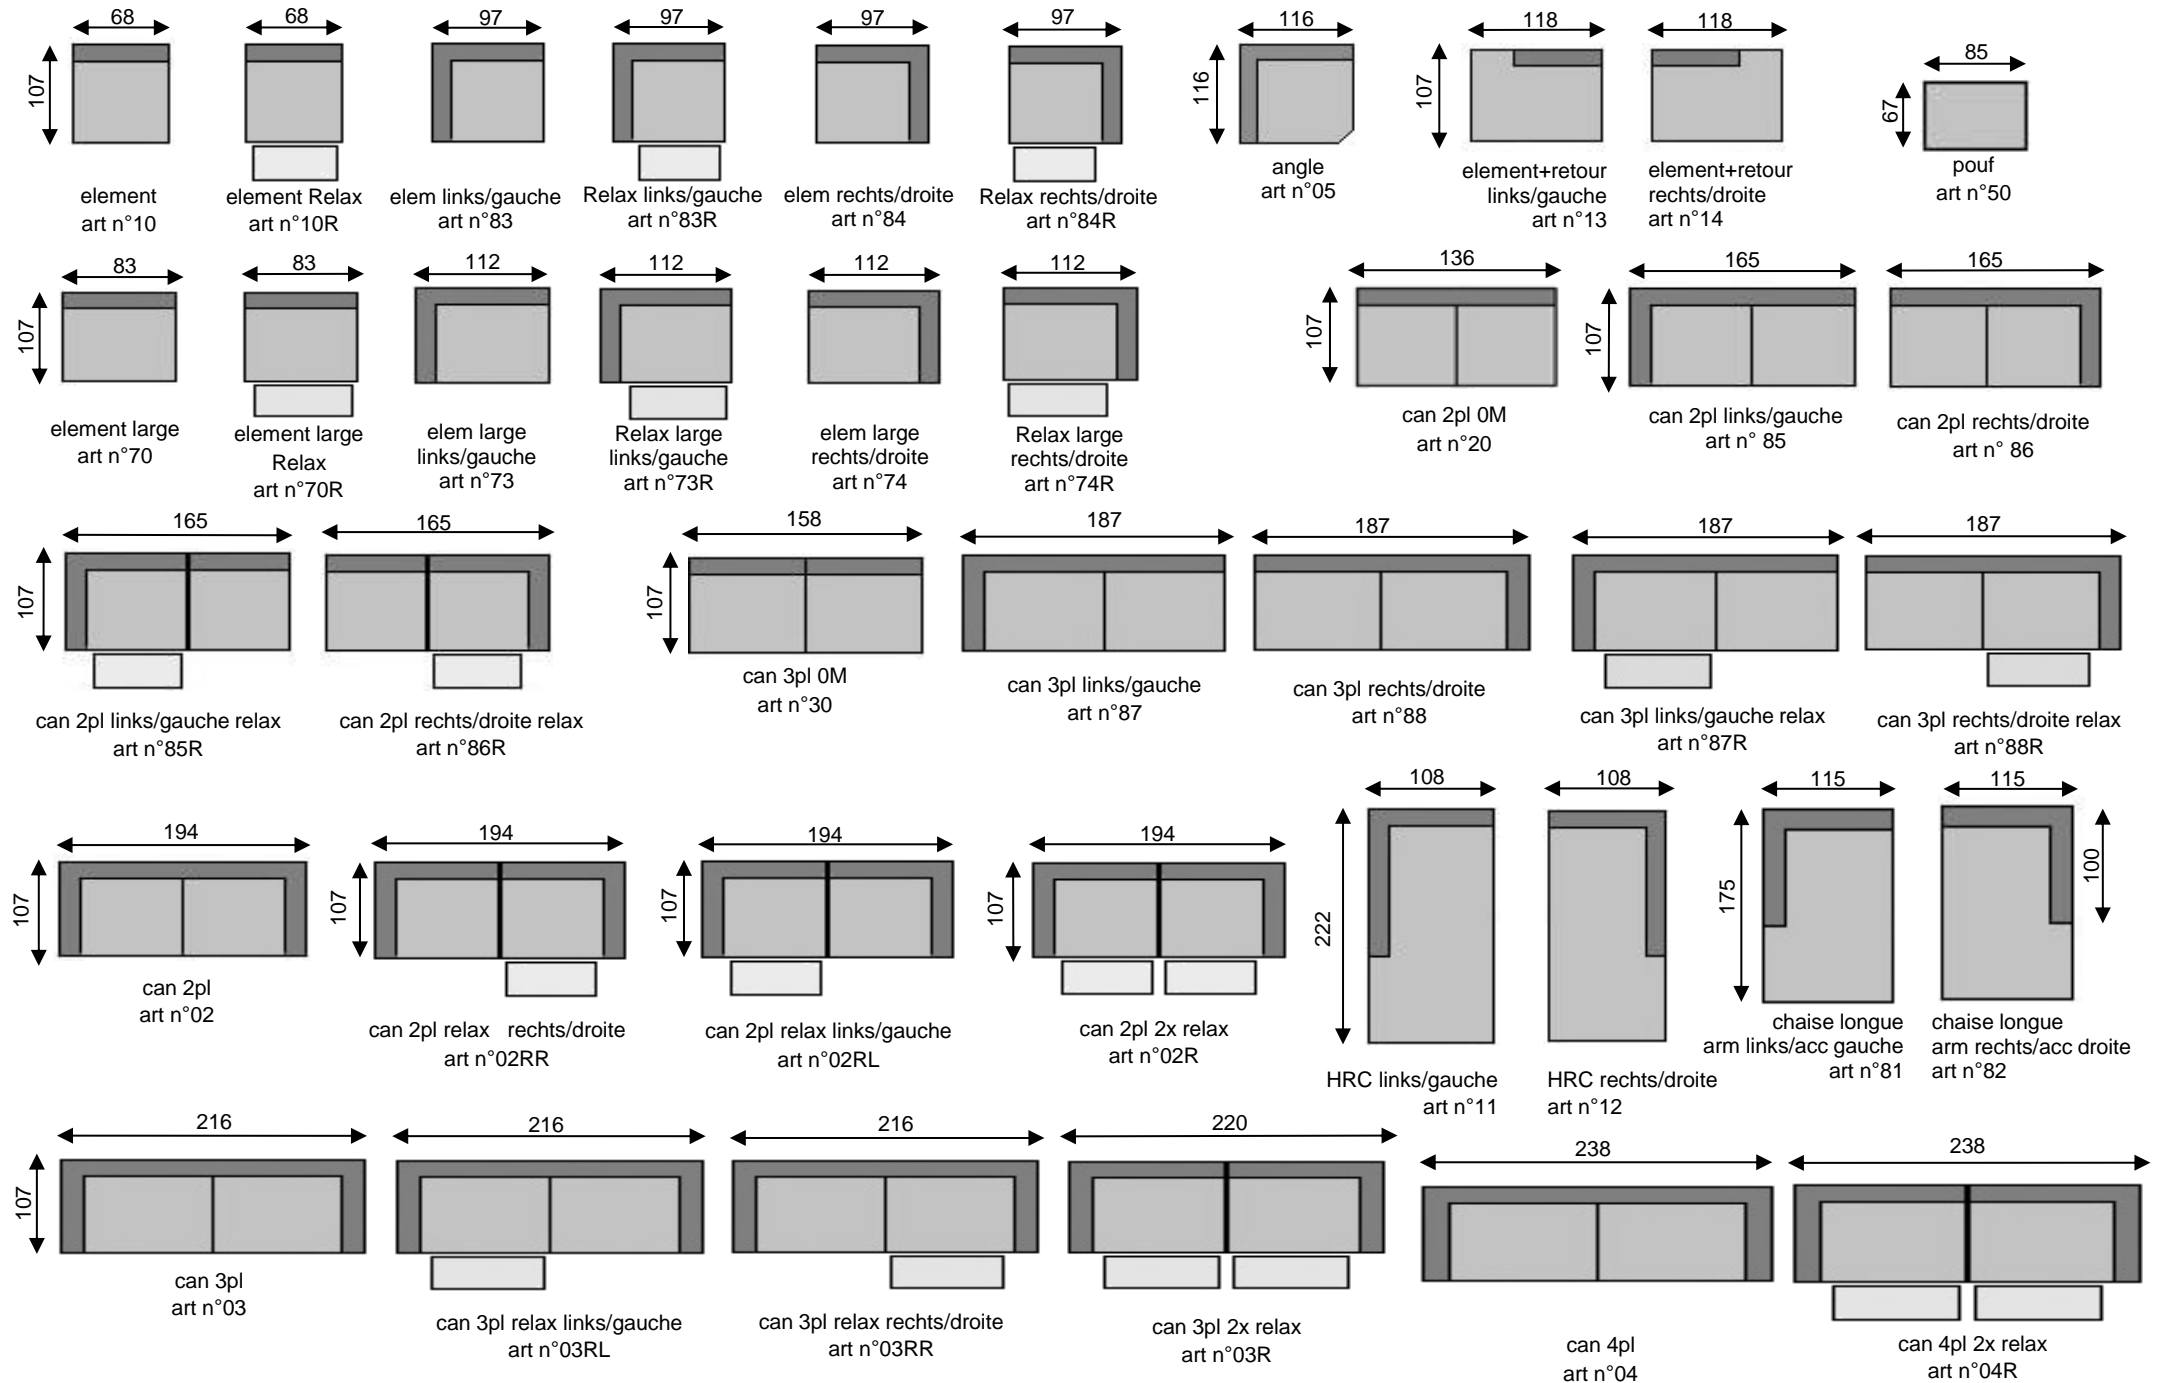 68
68
97
97
97
97
116
118
118
85
107
116
107
67
element
art n°10
element Relax
art n°10R
elem links/gauche
art n°83
Relax links/gauche
art n°83R
elem rechts/droite
art n°84
Relax rechts/droite
art n°84R
angle
art n°05
element+retour
links/gauche
art n°13
element+retour
rechts/droite
art n°14
pouf
art n°50
83
83
112
112
112
112
136
165
165
107
107
107
element large
art n°70
element large
Relax
art n°70R
elem large
links/gauche
art n°73
Relax large
links/gauche
art n°73R
elem large
rechts/droite
art n°74
Relax large
rechts/droite
art n°74R
can 2pl 0M
art n°20
can 2pl links/gauche
art n° 85
can 2pl rechts/droite
art n° 86
165
165
158
187
187
187
187
107
107
can 2pl links/gauche relax
art n°85R
can 2pl rechts/droite relax
art n°86R
can 3pl 0M
art n°30
can 3pl links/gauche
art n°87
can 3pl rechts/droite
art n°88
can 3pl links/gauche relax
art n°87R
can 3pl rechts/droite relax
art n°88R
194
194
194
194
108
108
115
115
107
107
107
107
222
175
100
can 2pl
art n°02
can 2pl relax rechts/droite
art n°02RR
can 2pl relax links/gauche
art n°02RL
can 2pl 2x relax
art n°02R
HRC links/gauche
art n°11
HRC rechts/droite
art n°12
chaise longue
arm links/acc gauche
art n°81
chaise longue
arm rechts/acc droite
art n°82
216
216
216
220
238
238
107
can 3pl
art n°03
can 3pl relax links/gauche
art n°03RL
can 3pl relax rechts/droite
art n°03RR
can 3pl 2x relax
art n°03R
can 4pl
art n°04
can 4pl 2x relax
art n°04R